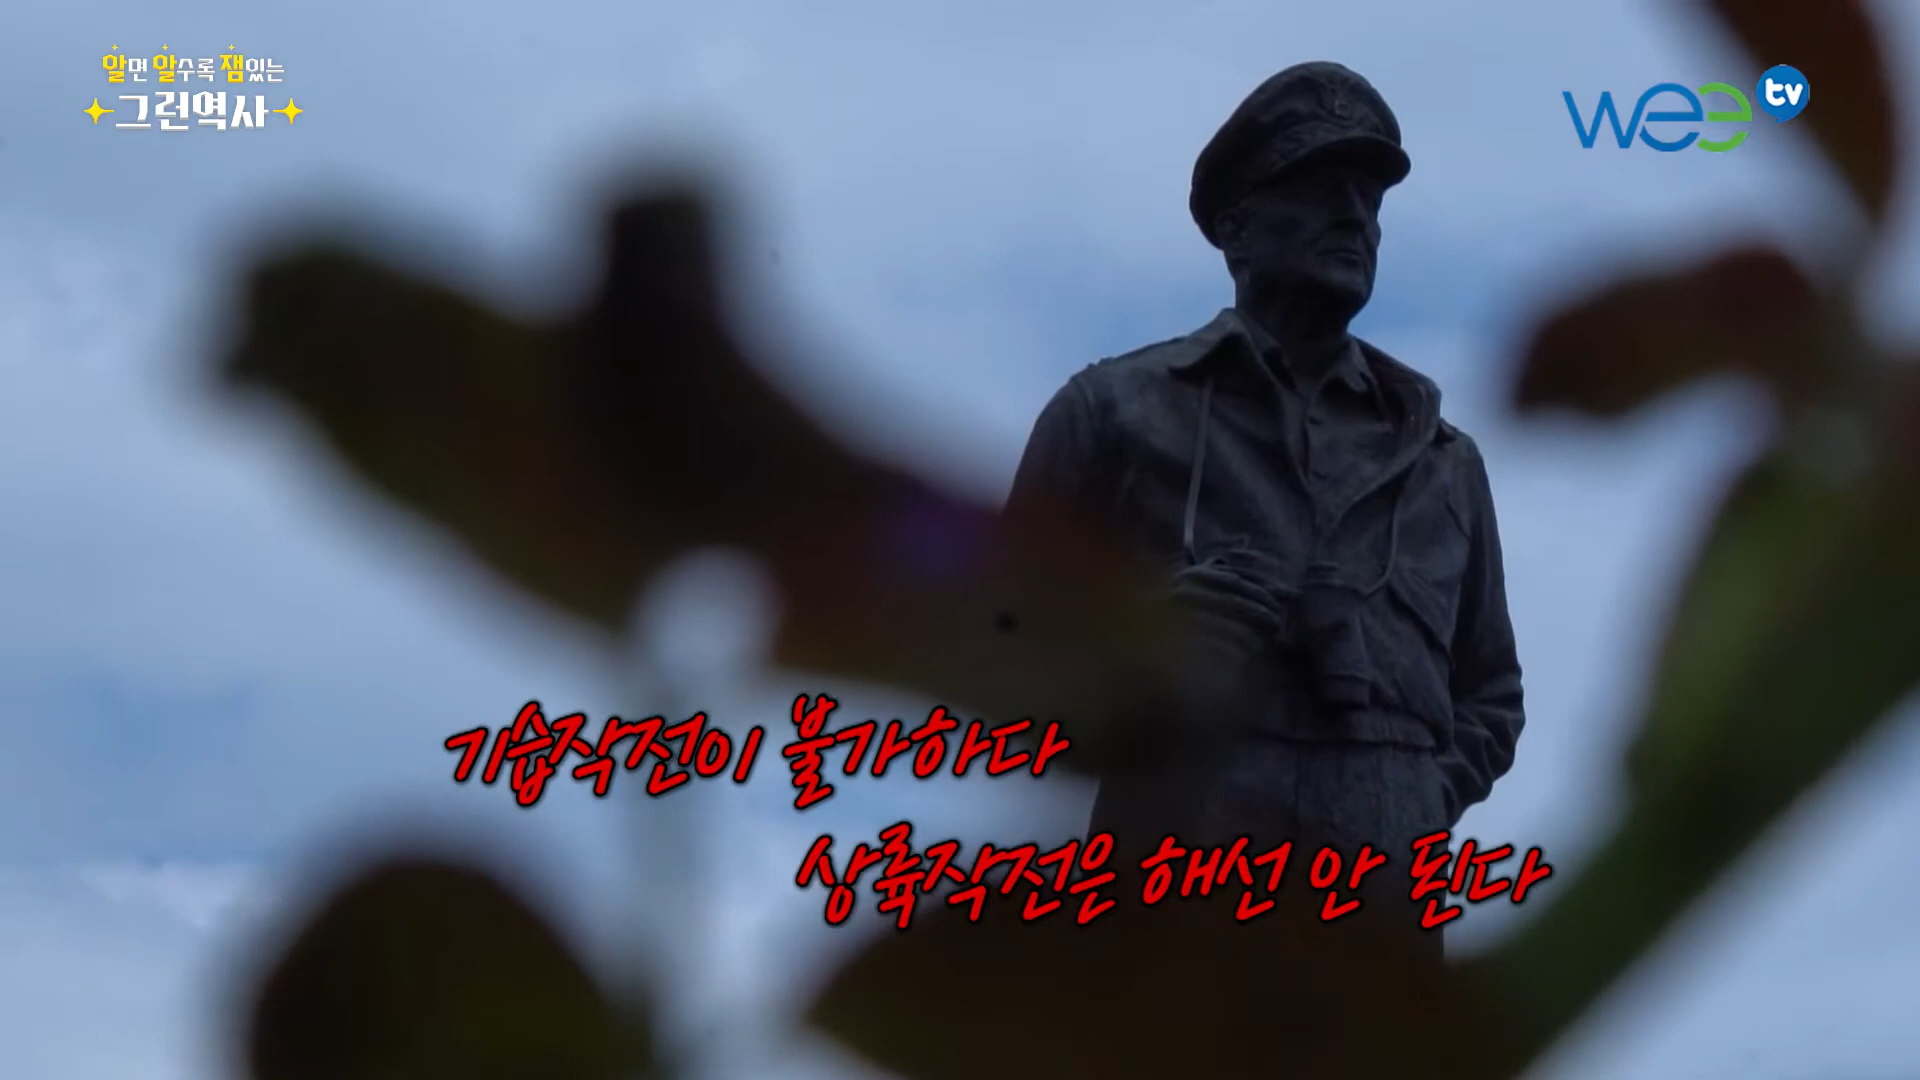 알면 알수록 잼있는
그런역사
wee tv
기습작전이 불가하다
상륙작전은 해선 안 된다